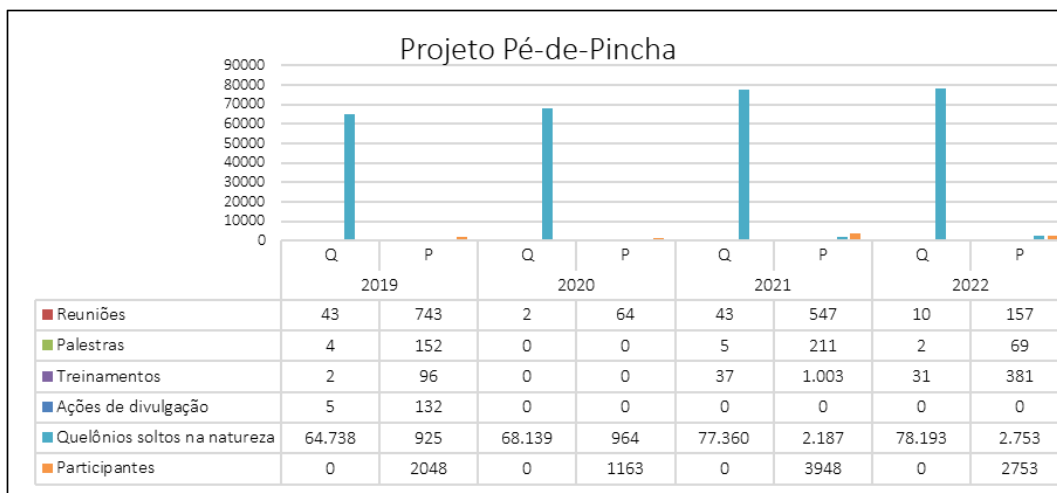 Projeto Pé-de-Pincha
90000
80000
70000
60000
50000
40000
30000
20000
10000
0
Q P Q P Q P Q P
2019 2020 2021 2022
Reuniões 43 743 2 64 43 547 10 157
Palestras 4 152 0 0 5 211 2 69
Treinamentos 2 96 0 0 37 1.003 31 381
Ações de divulgação 5 132 0 0 0 0 0 0
Quelônios soltos na natureza 64.738 925 68.139 964 77.360 2.187 78.193 2.753
Participantes 0 2048 0 1163 0 3948 0 2753